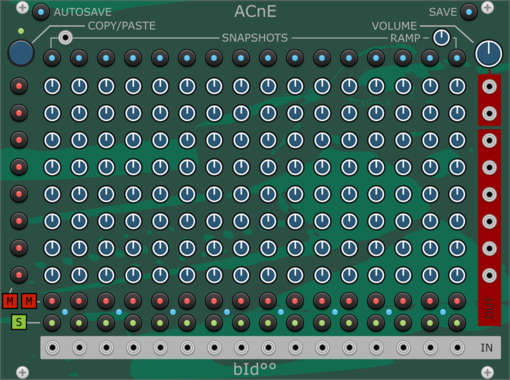 AUTOSAVE ACnE SAVE
COPY/PASTE VOLUME
SNAPSHOTS RAMP
M M
S
OUT
IN
bId°°